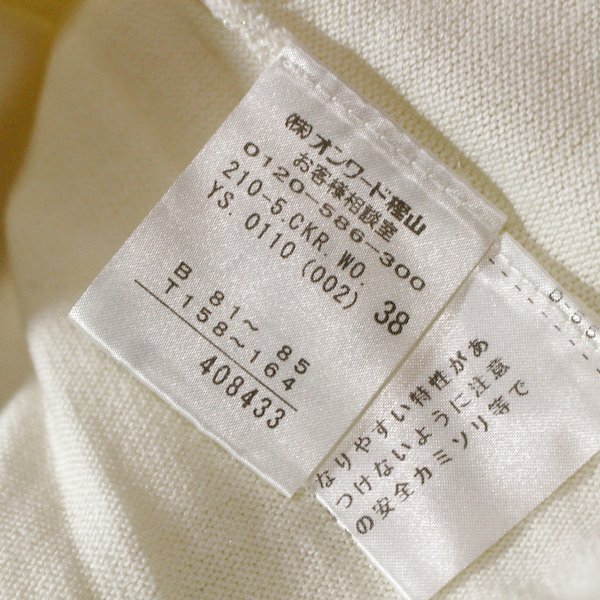 (株)オンワード樫山
お客様相談室
0120-586-300
210-5.CKR.WO.
YS. 0110 (002) 38
B 81～ 85
T158～164
408433
なりやすい特性があ
つけないように注意
の安全カミソリ等で